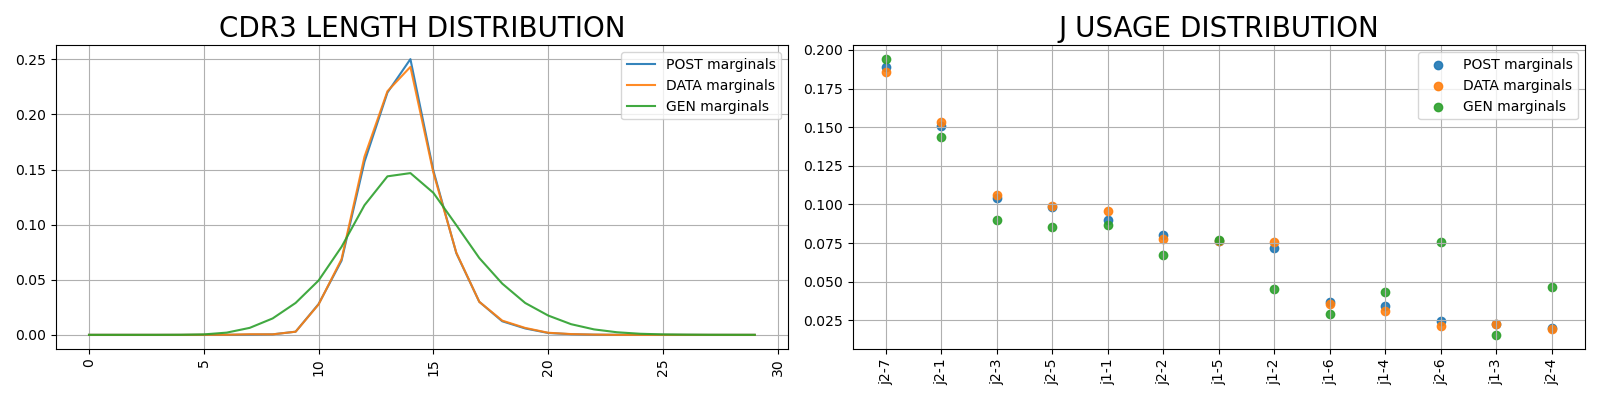 CDR3 LENGTH DISTRIBUTION
0.25
0.20
0.15
0.10
0.05
0.00
0
5
10
15
20
25
30
POST marginals
DATA marginals
GEN marginals
J USAGE DISTRIBUTION
0.200
0.175
0.150
0.125
0.100
0.075
0.050
0.025
j2-7
j2-1
j2-3
j2-5
j1-1
j2-2
j1-5
j1-2
j1-6
j1-4
j2-6
j1-3
j2-4
POST marginals
DATA marginals
GEN marginals